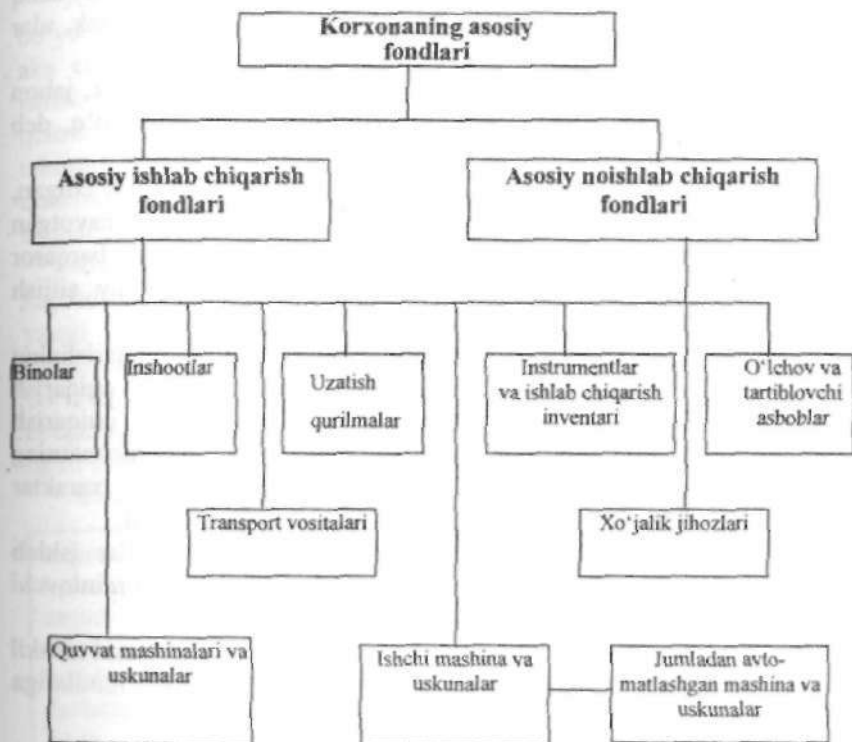 Korxonaning asosiy
fondlari
Asosiy ishlab chiqarish
fondlari
Asosiy noishlab chiqarish
fondlari
Binolar
Inshootlar
Uzatish
qurilmalar
Instrumentlar
va ishlab chiqarish
inventari
O‘lchov va
tartiblovchi
asboblar
Transport vositalari
Xo‘jalik jihozlari
Quvvat mashinalari va
uskunalar
Ishchi mashina va
uskunalar
Jumladan avto-
matlashgan mashina va
uskunalar